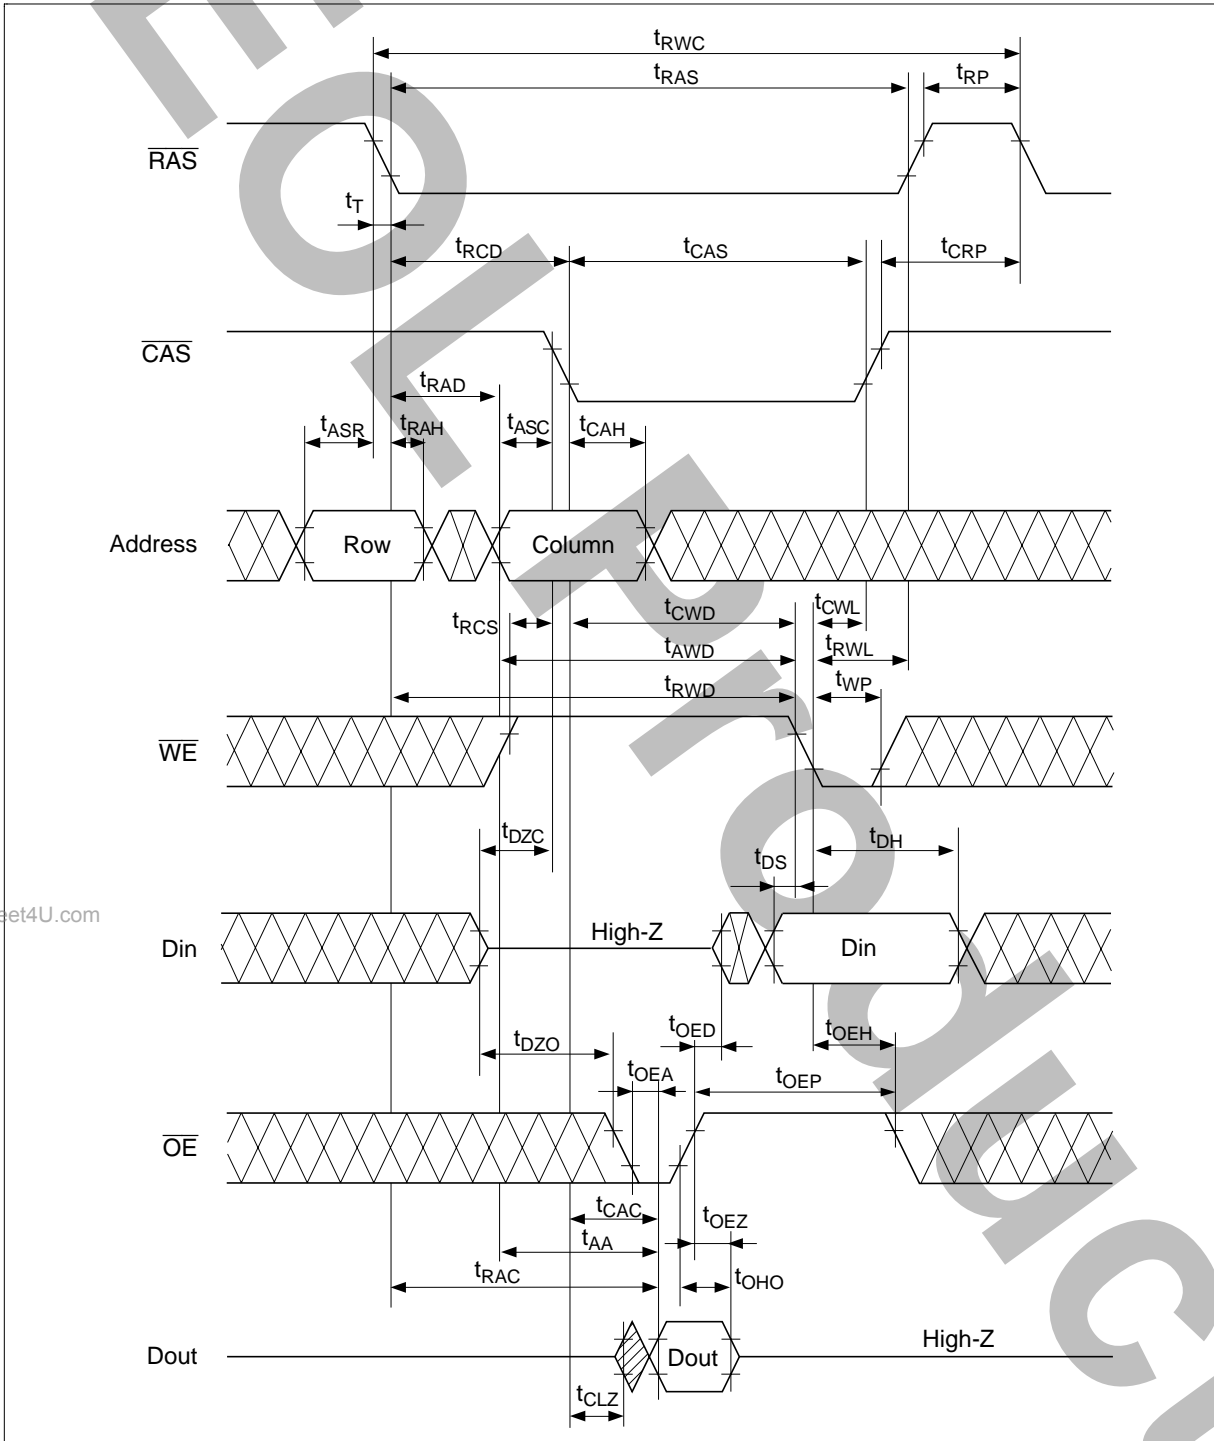 EOL Product
tRWC
tRAS
tRP
RAS
tT
tRCD
tCAS
tCRP
CAS
tRAD
tASR
tRAH
tASC
tCAH
Address
Row
Column
tRCS
tCWD
tCWL
tAWD
tRWL
tRWD
tWP
WE
tDZC
tDS
tDH
eet4U.com
Din
High-Z
Din
tDZO
tOED
tOEH
tOEA
tOEP
OE
tCAC
tOEZ
tAA
tRAC
tOHO
Dout
Dout
High-Z
tCLZ